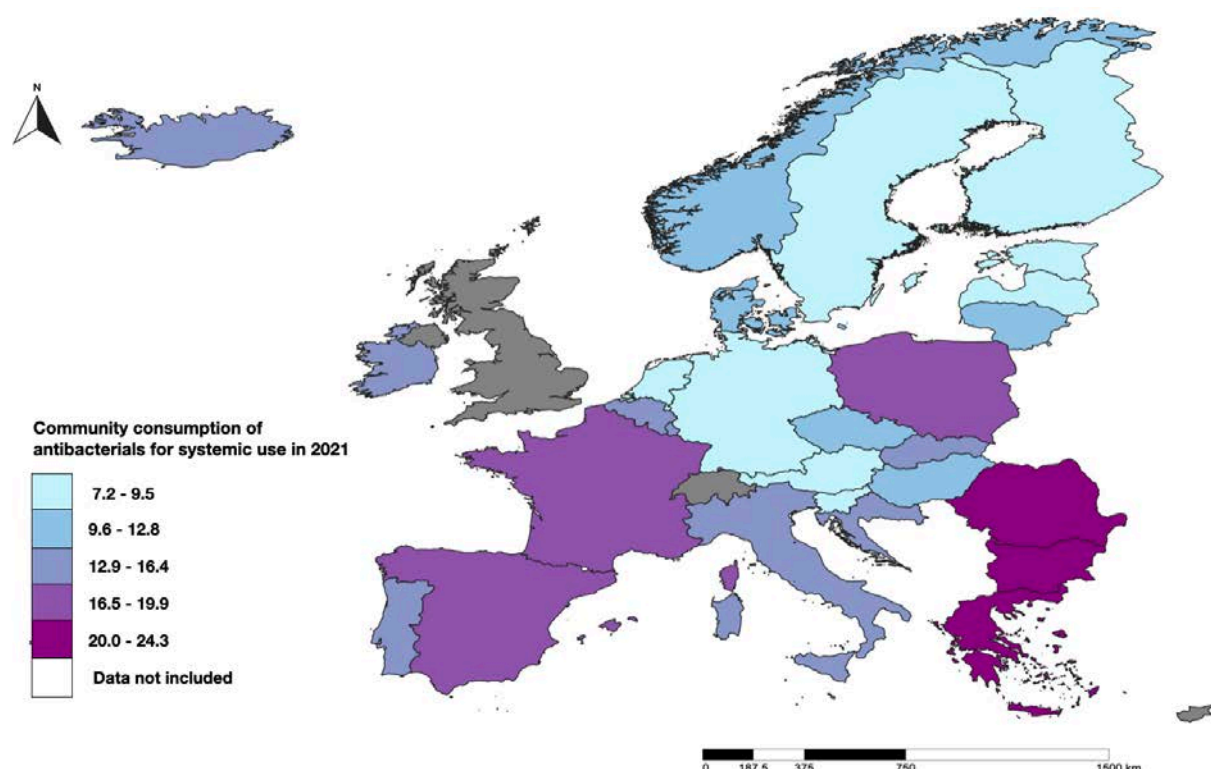 N
Community consumption of
antibacterials for systemic use in 2021
7.2 - 9.5
9.6 - 12.8
12.9 - 16.4
16.5 - 19.9
20.0 - 24.3
Data not included
0 187.5 375 750 1500 km